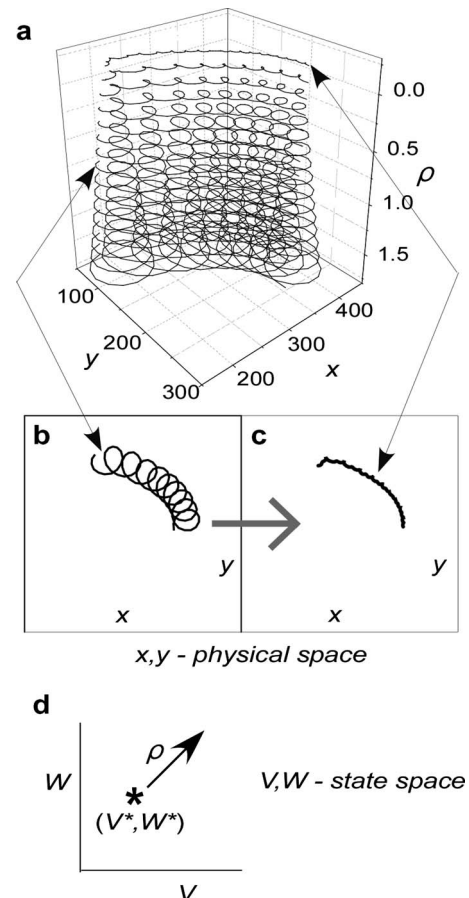 a
0.0
0.5
ρ
1.0
1.5
100
200
300
y
200
300
400
x
b
y
x
c
y
x
x,y - physical space
d
W
ρ
*
(V*,W*)
V
V,W - state space